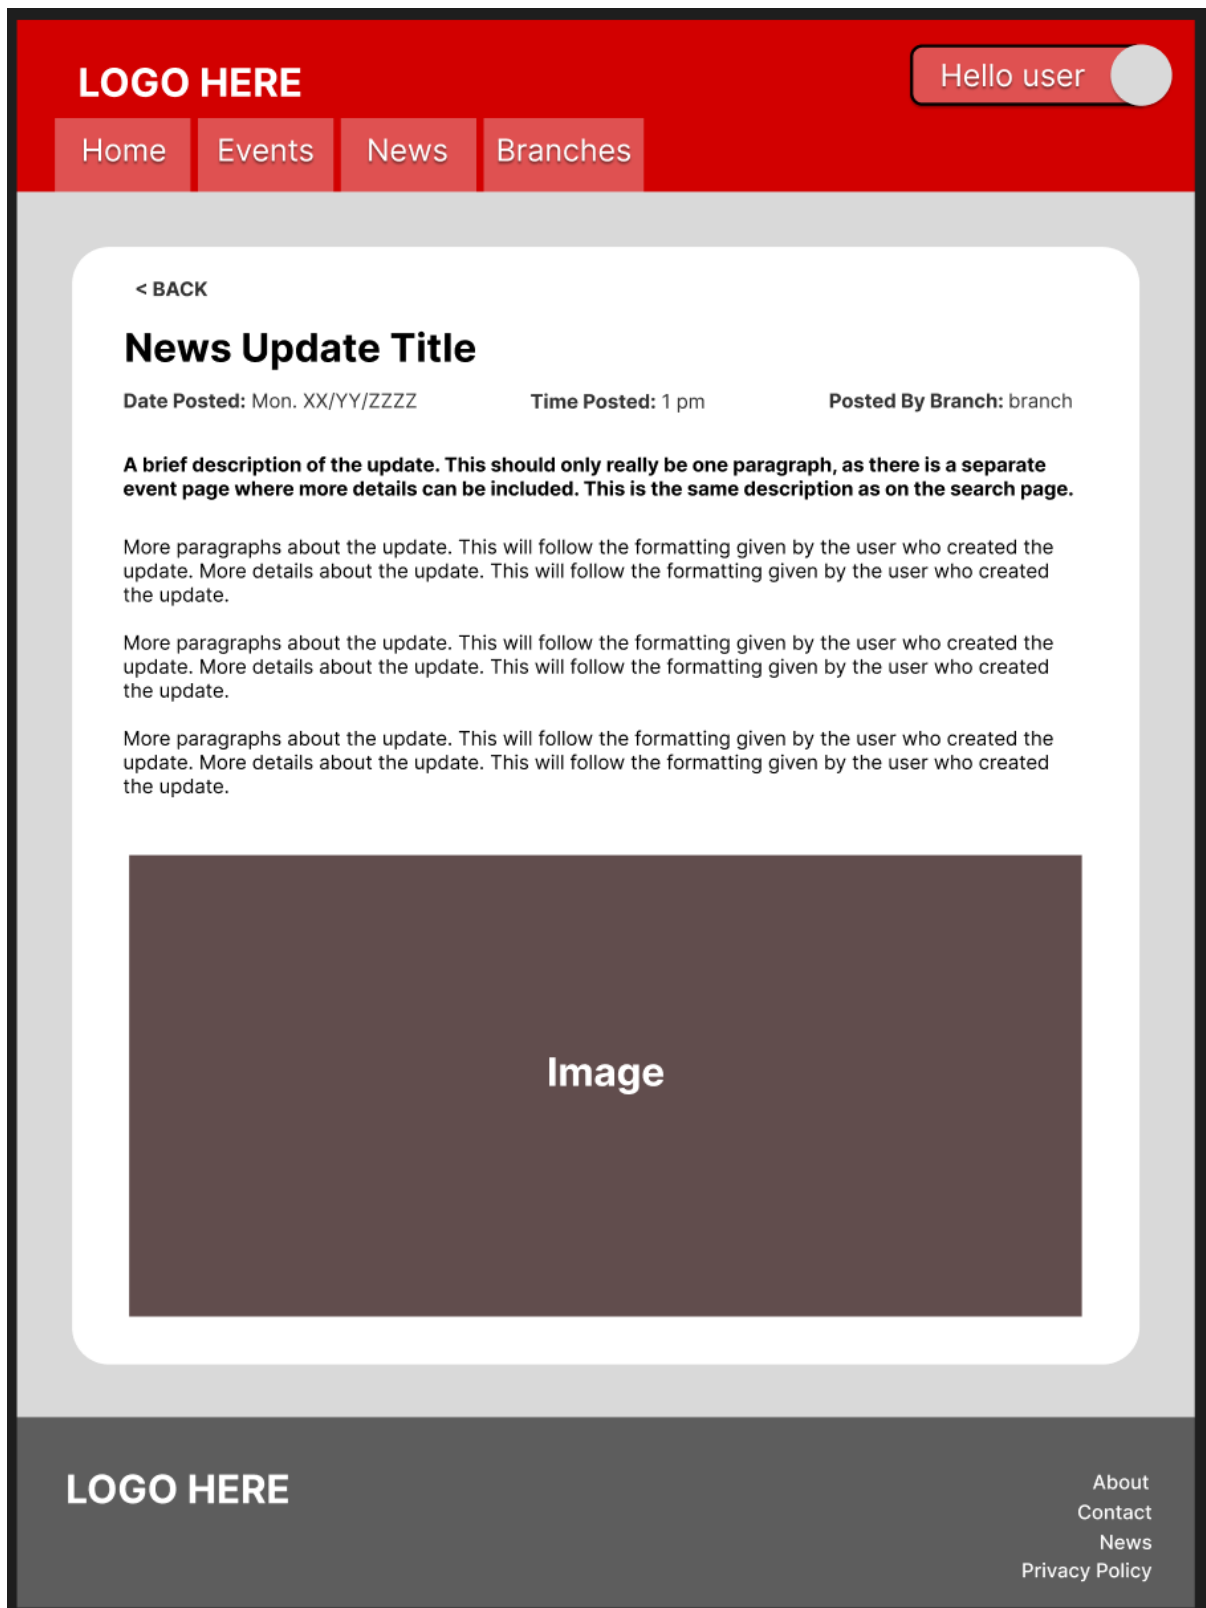 LOGO HERE
Hello user
Home Events News Branches
< BACK
News Update Title
Date Posted: Mon. XX/YY/ZZZZ Time Posted: 1 pm Posted By Branch: branch
A brief description of the update. This should only really be one paragraph, as there is a separate
event page where more details can be included. This is the same description as on the search page.
More paragraphs about the update. This will follow the formatting given by the user who created the
update. More details about the update. This will follow the formatting given by the user who created
the update.
More paragraphs about the update. This will follow the formatting given by the user who created the
update. More details about the update. This will follow the formatting given by the user who created
the update.
More paragraphs about the update. This will follow the formatting given by the user who created the
update. More details about the update. This will follow the formatting given by the user who created
the update.
Image
LOGO HERE
About
Contact
News
Privacy Policy